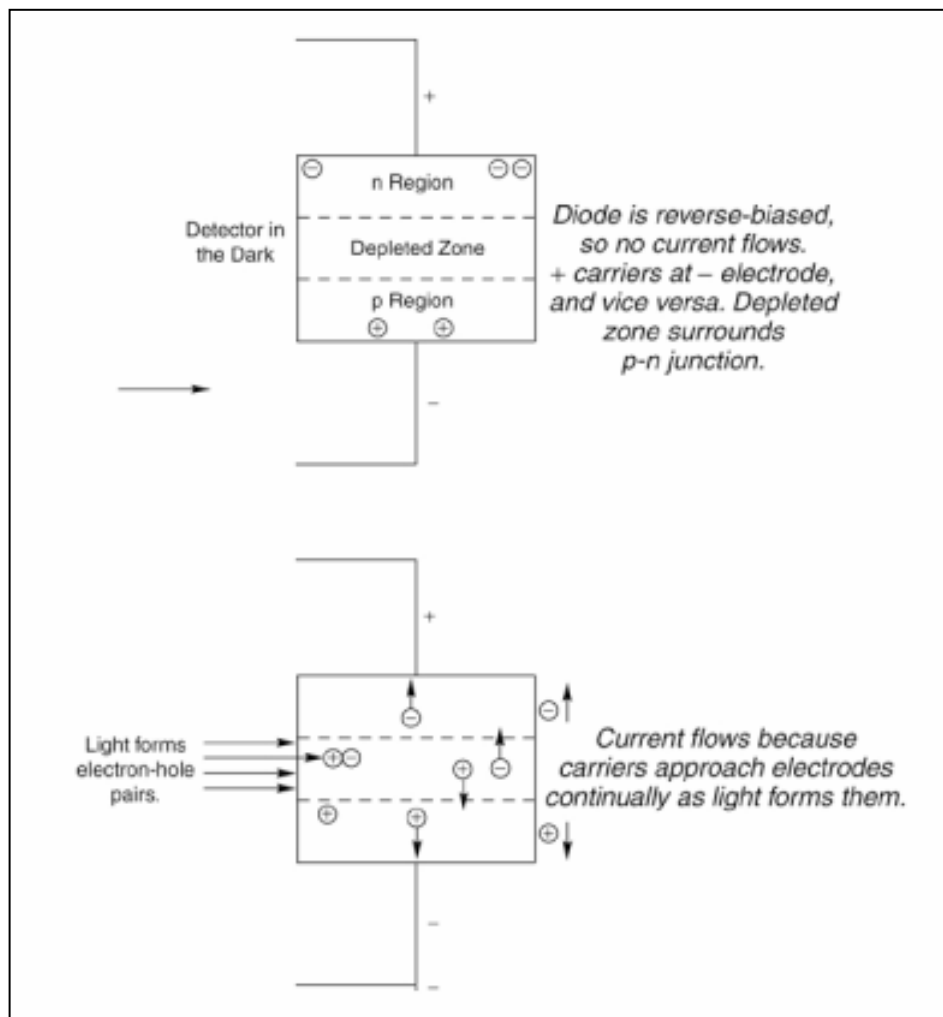 +
n Region
Detector in
the Dark
Depleted Zone
p Region
Diode is reverse-biased,
so no current flows.
+ carriers at – electrode,
and vice versa. Depleted
zone surrounds
p-n junction.
–
+
Light forms
electron-hole
pairs.
Current flows because
carriers approach electrodes
continually as light forms them.
–
–